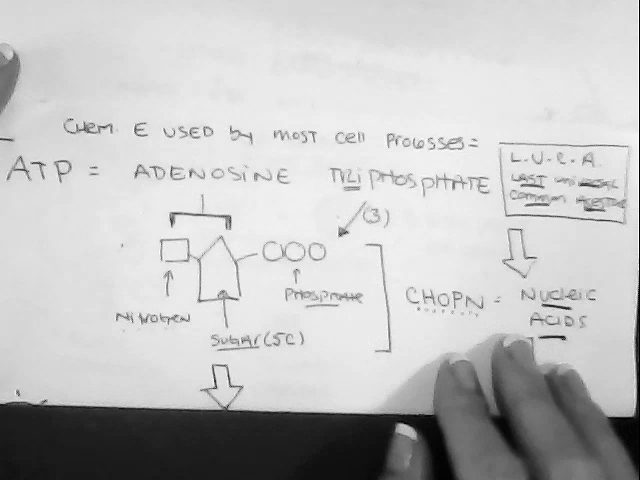 CHEM. E USED by MOST CELL PROCESSES =
ATP = ADENOSINE TRIPHOSPHATE
L.U.C.A.
LAST UNIVERSAL
COMMON ANCESTOR
(3)
PHOSPHATE
NITROGEN
SUGAR (5C)
CHOPN = NUCLEIC
ACIDS